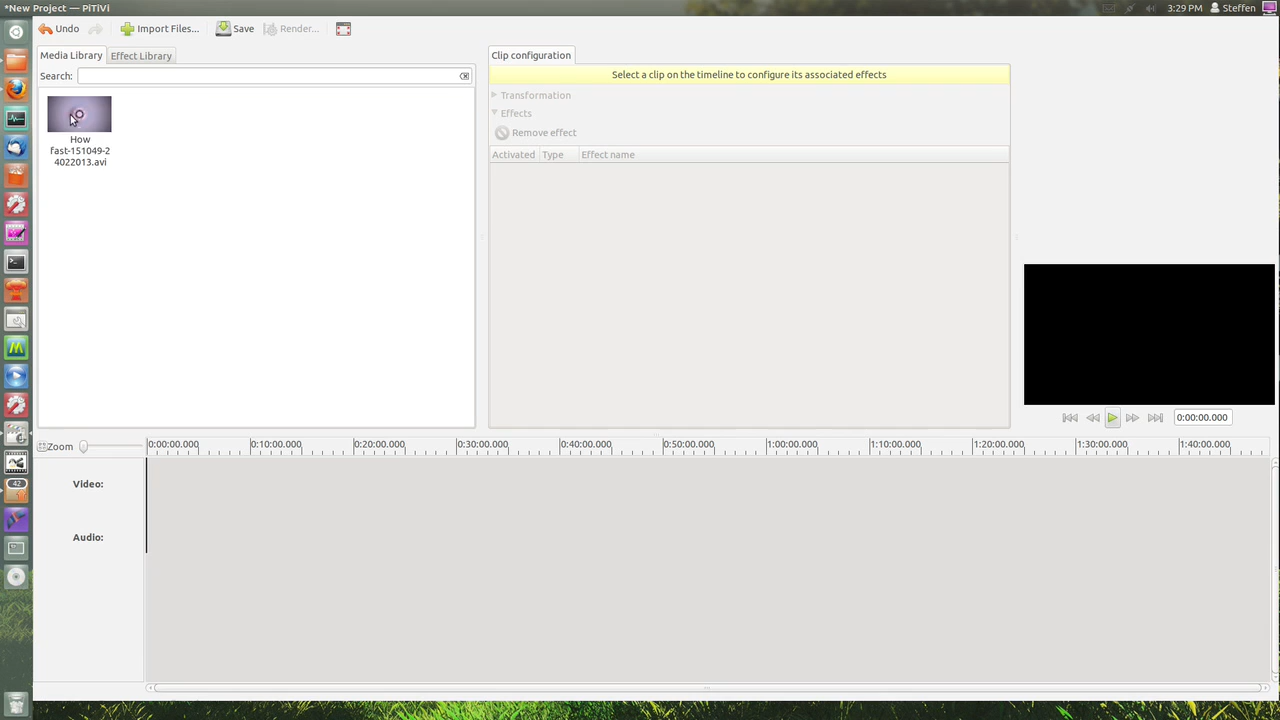 *New Project — PiTiVi
3:29 PM Steffen
Undo Import Files... Save Render...
Media Library Effect Library
Search:
How
fast-151049-2
4022013.avi
Clip configuration
Select a clip on the timeline to configure its associated effects
Transformation
Effects
Remove effect
Activated Type Effect name
0:00:00.000
Zoom 0:00:00.000 0:10:00.000 0:20:00.000 0:30:00.000 0:40:00.000 0:50:00.000 1:00:00.000 1:10:00.000 1:20:00.000 1:30:00.000 1:40:00.000
Video:
Audio:
42